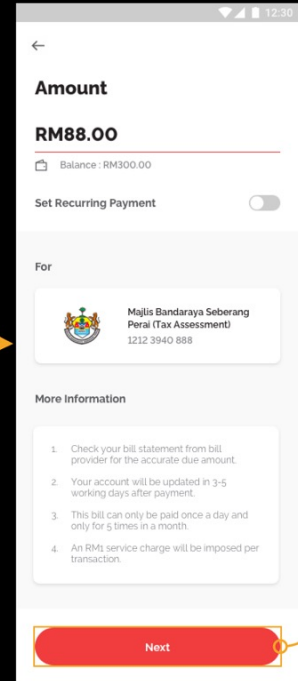 12:30
Amount
RM88.00
Balance : RM300.00
Set Recurring Payment
For
Majlis Bandaraya Seberang
Perai (Tax Assessment)
1212 3940 888
More Information
1. Check your bill statement from bill
provider for the accurate due amount.
2. Your account will be updated in 3-5
working days after payment.
3. This bill can only be paid once a day and
only for 5 times in a month.
4. An RM1 service charge will be imposed per
transaction.
Next